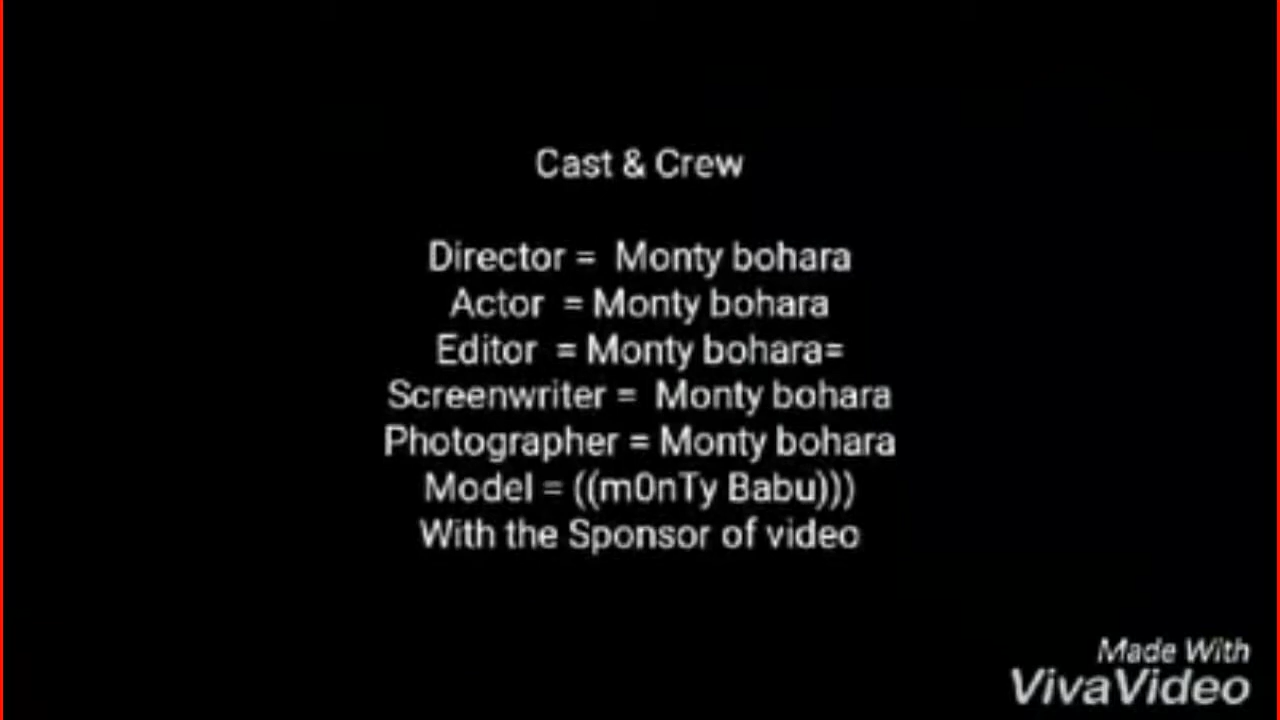 Cast & Crew
Director =  Monty bohara
Actor  = Monty bohara
Editor  = Monty bohara=
Screenwriter =  Monty bohara
Photographer = Monty bohara
Model = ((m0nTy Babu)))
With the Sponsor of video
Made With
VivaVideo